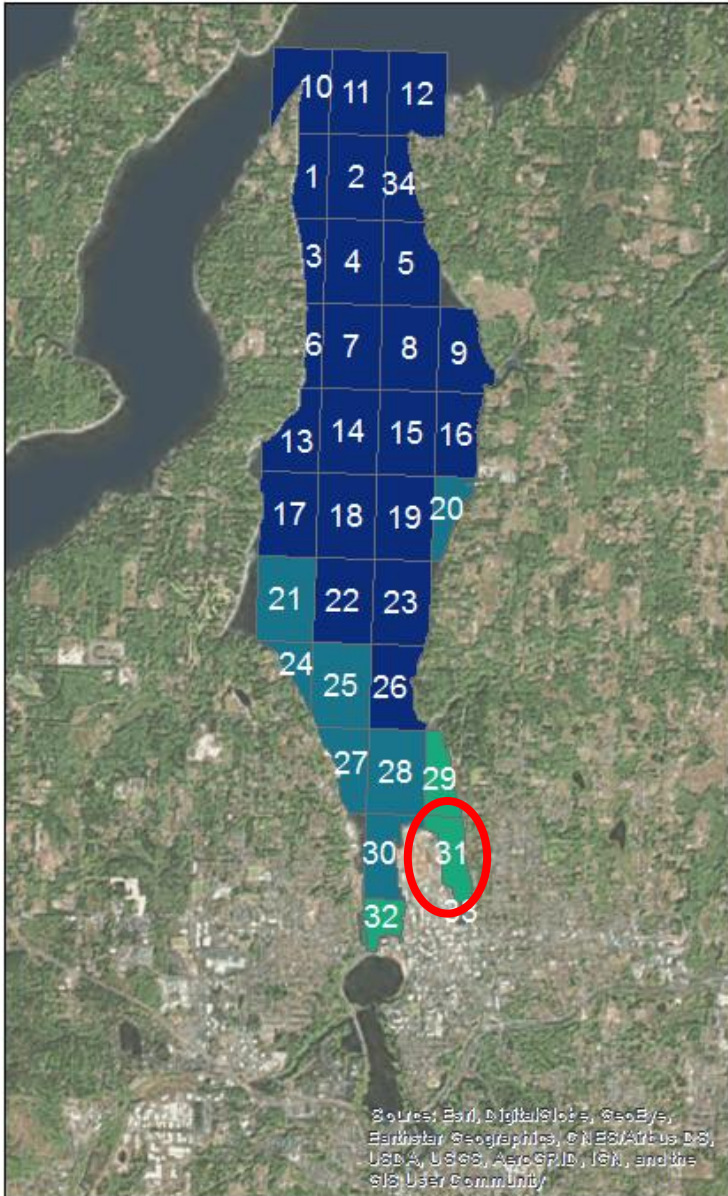 10 11 12
1 2 34
3 4 5
6 7 8 9
13 14 15 16
17 18 19 20
21 22 23
24 25 26
27 28 29
30 31
32 33
Source: Esri, DigitalGlobe, GeoEye,
Earthstar Geographics, CNES/Airbus DS,
USDA, USGS, AeroGRID, IGN, and the
GIS User Community